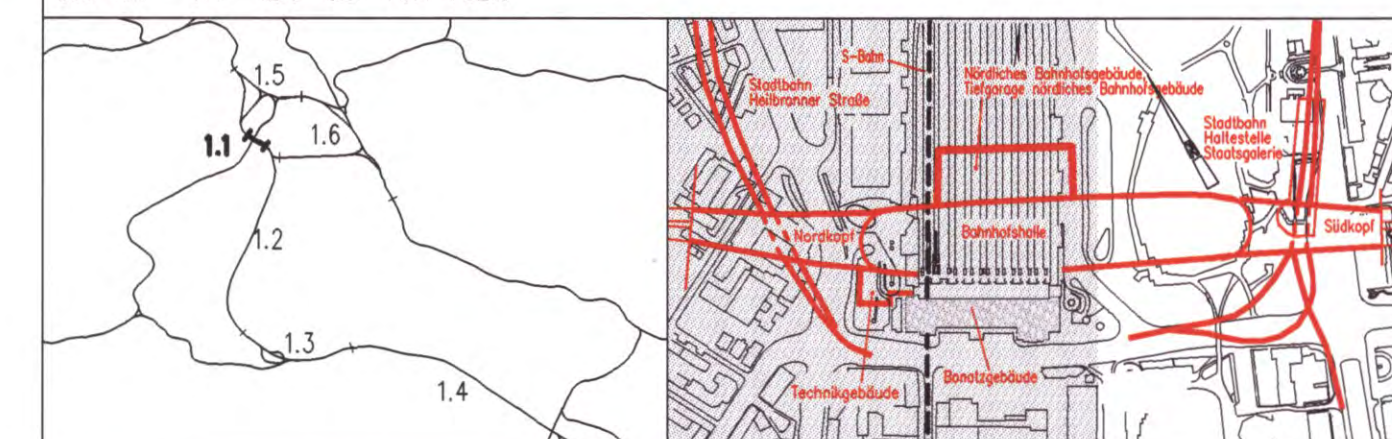 1.5
1.1
1.6
1.2
1.3
1.4
S-Bahn
Stadtbahn
Heilbronner Straße
Nördliches Bahnhofsgebäude,
Tiefgarage nördliches Bahnhofsgebäude
Stadtbahn
Haltestelle
Staatsgalerie
Nordkopf
Bahnhofshalle
Südkopf
Technikgebäude
Bonatzgebäude